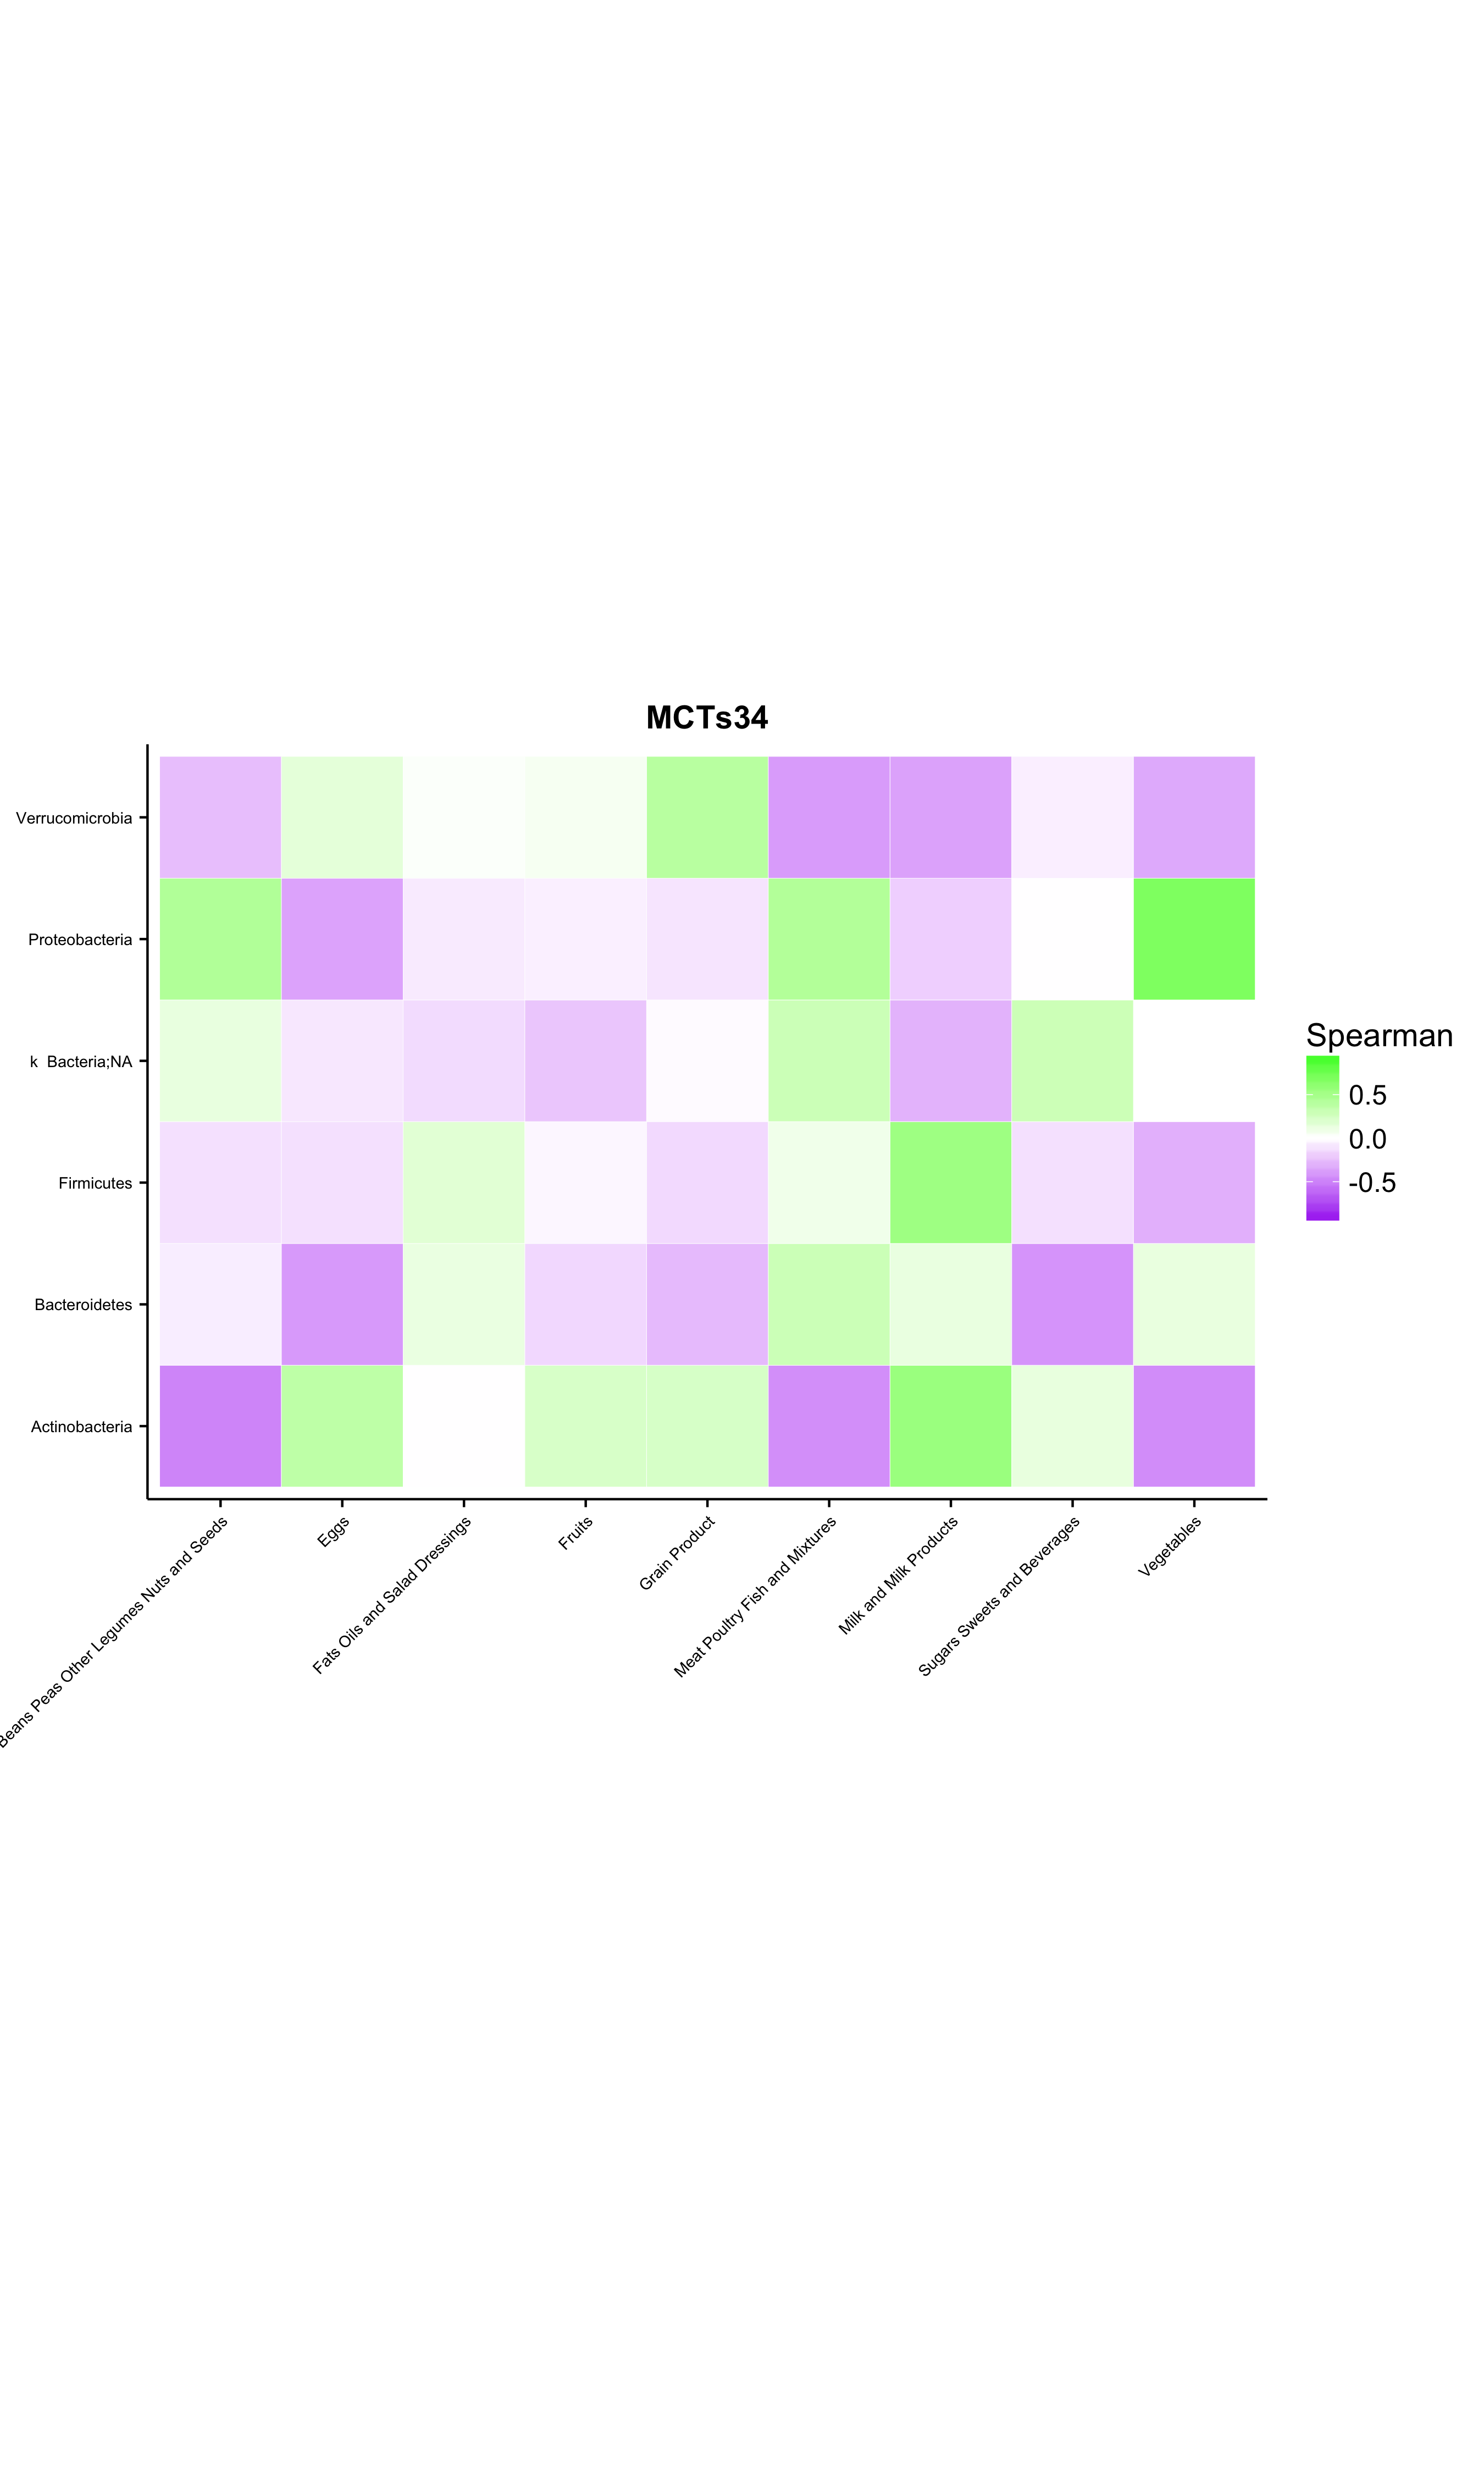 MCTs34
Verrucomicrobia
Proteobacteria
k Bacteria;NA
Firmicutes
Bacteroidetes
Actinobacteria
Beans Peas Other Legumes Nuts and Seeds
Eggs
Fats Oils and Salad Dressings
Fruits
Grain Product
Meat Poultry Fish and Mixtures
Milk and Milk Products
Sugars Sweets and Beverages
Vegetables
Spearman
0.5
0.0
-0.5